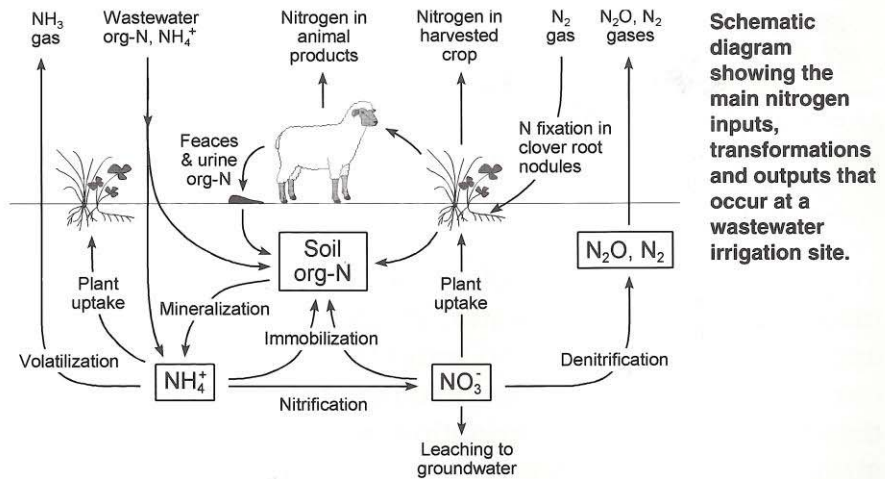 NH₃
gas
Wastewater
org-N, NH₄⁺
Nitrogen in
animal
products
Nitrogen in
harvested
crop
N₂
gas
N₂O, N₂
gases
Schematic
diagram
showing the
main nitrogen
inputs,
transformations
and outputs that
occur at a
wastewater
irrigation site.
Feaces
& urine
org-N
N fixation in
clover root
nodules
Soil
org-N
N₂O, N₂
Plant
uptake
Mineralization
Immobilization
Plant
uptake
Volatilization
Denitrification
NH₄⁺
Nitrification
NO₃⁻
Leaching to
groundwater